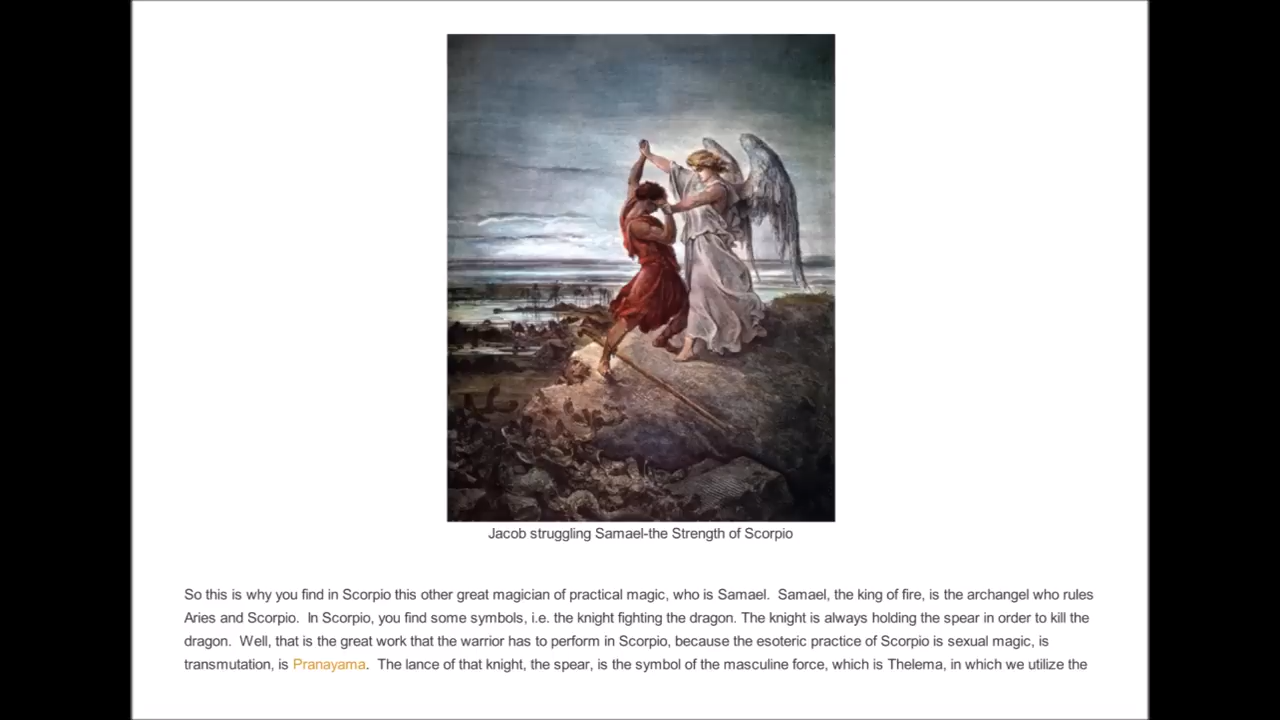 Jacob struggling Samael-the Strength of Scorpio
So this is why you find in Scorpio this other great magician of practical magic, who is Samael.  Samael, the king of fire, is the archangel who rules
Aries and Scorpio.  In Scorpio, you find some symbols, i.e. the knight fighting the dragon. The knight is always holding the spear in order to kill the
dragon.  Well, that is the great work that the warrior has to perform in Scorpio, because the esoteric practice of Scorpio is sexual magic, is
transmutation, is Pranayama.  The lance of that knight, the spear, is the symbol of the masculine force, which is Thelema, in which we utilize the